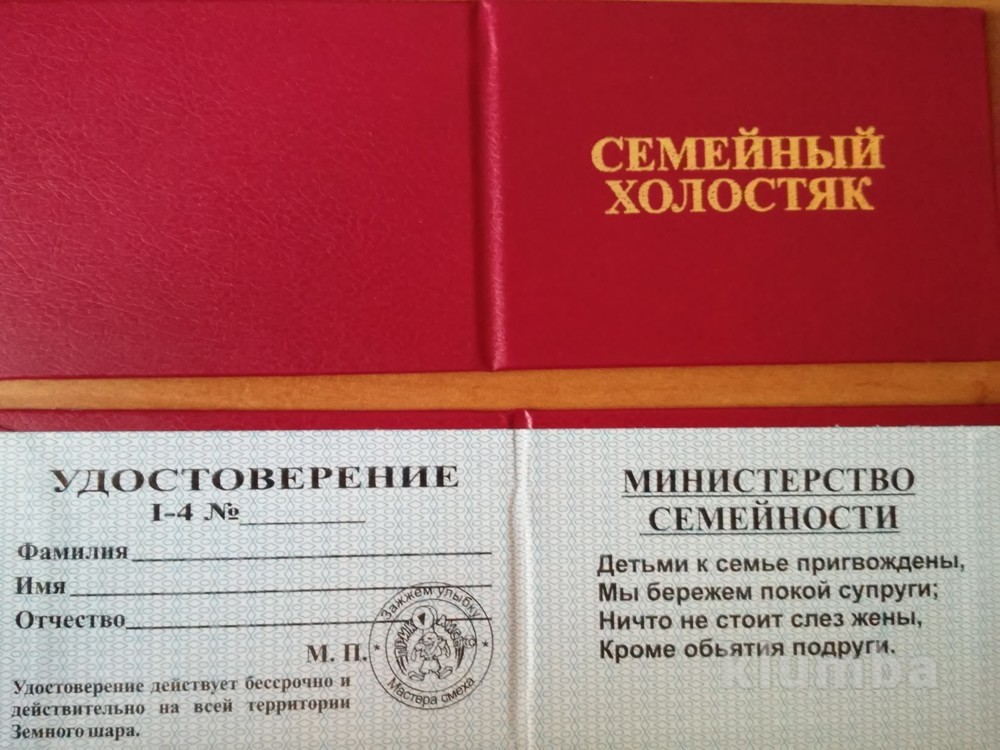 СЕМЕЙНЫЙ
ХОЛОСТЯК
УДОСТОВЕРЕНИЕ
I-4 №
Фамилия
Имя
Отчество
М. П.
Зажжем улыбку
Мастера смеха
Удостоверение действует бессрочно и
действительно на всей территории
Земного шара.
МИНИСТЕРСТВО
СЕМЕЙНОСТИ
Детьми к семье пригвождены,
Мы бережем покой супруги;
Ничто не стоит слез жены,
Кроме обьятия подруги.
klumba